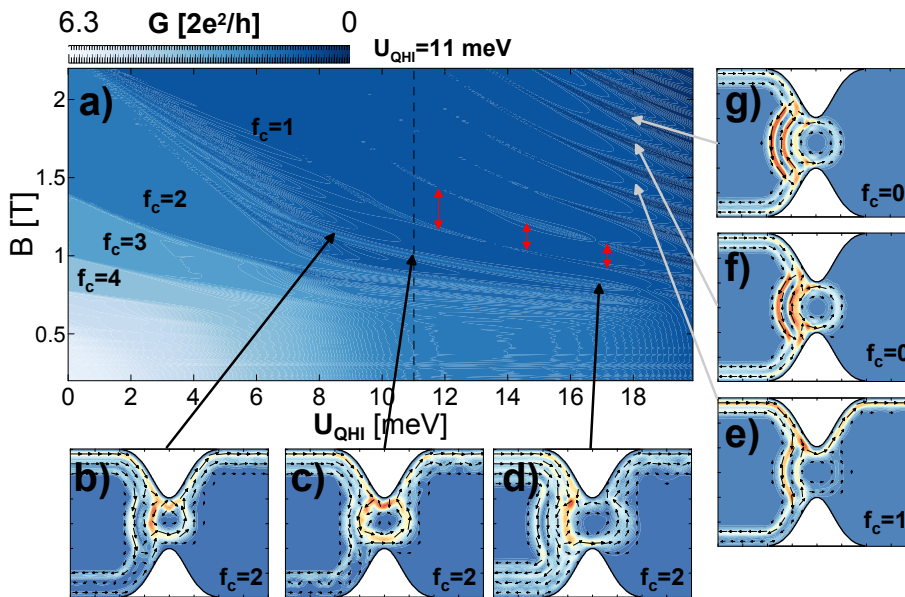 6.3 G [2e²/h] 0
U_QHI=11 meV
a)
f_c=1
f_c=2
f_c=3
f_c=4
B [T]
2
1.5
1
0.5
0 2 4 6 8 10 12 14 16 18
U_QHI [meV]
g)
f_c=0
f)
f_c=0
e)
f_c=1
b)
f_c=2
c)
f_c=2
d)
f_c=2